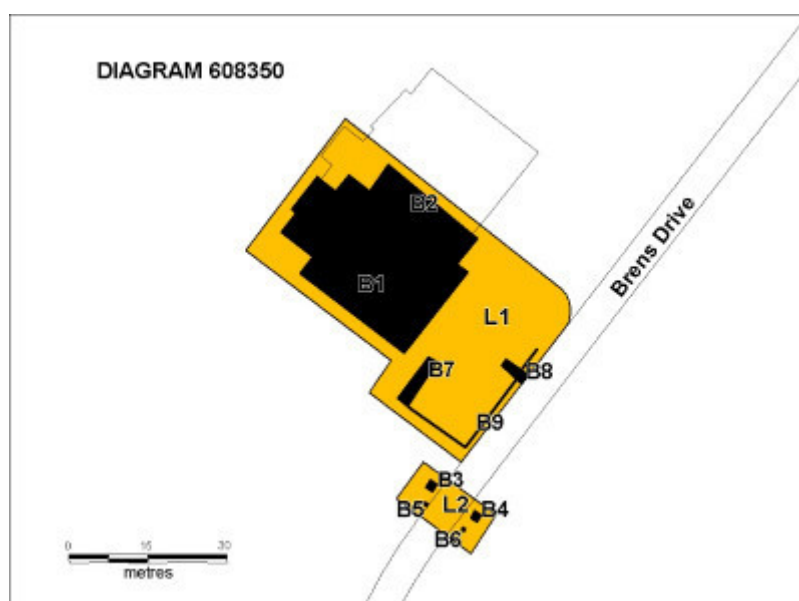 DIAGRAM 608350
B2
Brens Drive
B1
L1
B7
B8
B9
B3
B5
L2
B4
B6
0 15 30
metres